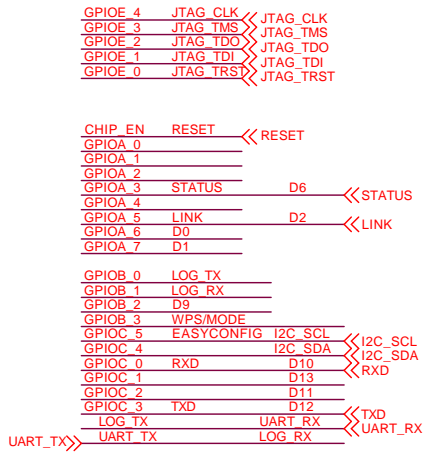 GPIOE_4 JTAG_CLK JTAG_CLK
GPIOE_3 JTAG_TMS JTAG_TMS
GPIOE_2 JTAG_TDO JTAG_TDO
GPIOE_1 JTAG_TDI JTAG_TDI
GPIOE_0 JTAG_TRST JTAG_TRST
CHIP_EN RESET RESET
GPIOA_0
GPIOA_1
GPIOA_2
GPIOA_3 STATUS D6 STATUS
GPIOA_4
GPIOA_5 LINK D2 LINK
GPIOA_6 D0
GPIOA_7 D1
GPIOB_0 LOG_TX
GPIOB_1 LOG_RX
GPIOB_2 D9
GPIOB_3 WPS/MODE
GPIOC_5 EASYCONFIG I2C_SCL I2C_SCL
GPIOC_4 I2C_SDA I2C_SDA
GPIOC_0 RXD D10 RXD
GPIOC_1 D13
GPIOC_2 D11
GPIOC_3 TXD D12 TXD
LOG_TX UART_RX UART_RX
UART_TX UART_TX LOG_RX